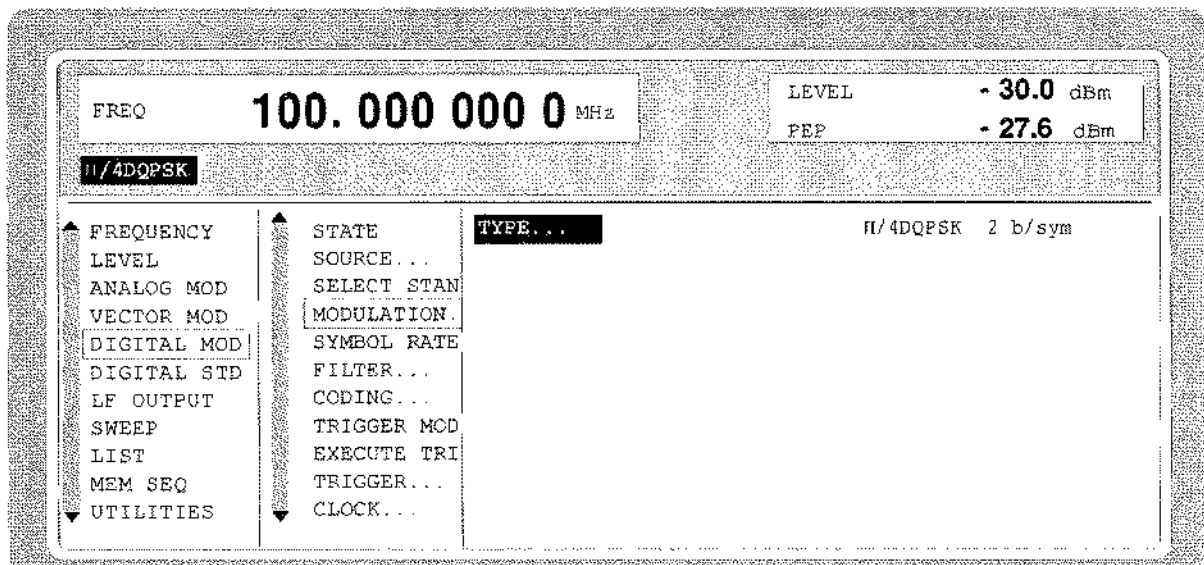 FREQ 100. 000 000 0 MHz
LEVEL - 30.0 dBm
PEP - 27.6 dBm
Π/4DQPSK
FREQUENCY
LEVEL
ANALOG MOD
VECTOR MOD
DIGITAL MOD
DIGITAL STD
LF OUTPUT
SWEEP
LIST
MEM SEQ
UTILITIES
STATE
SOURCE...
SELECT STAN
MODULATION.
SYMBOL RATE
FILTER...
CODING...
TRIGGER MOD
EXECUTE TRI
TRIGGER...
CLOCK...
TYPE... Π/4DQPSK 2 b/sym